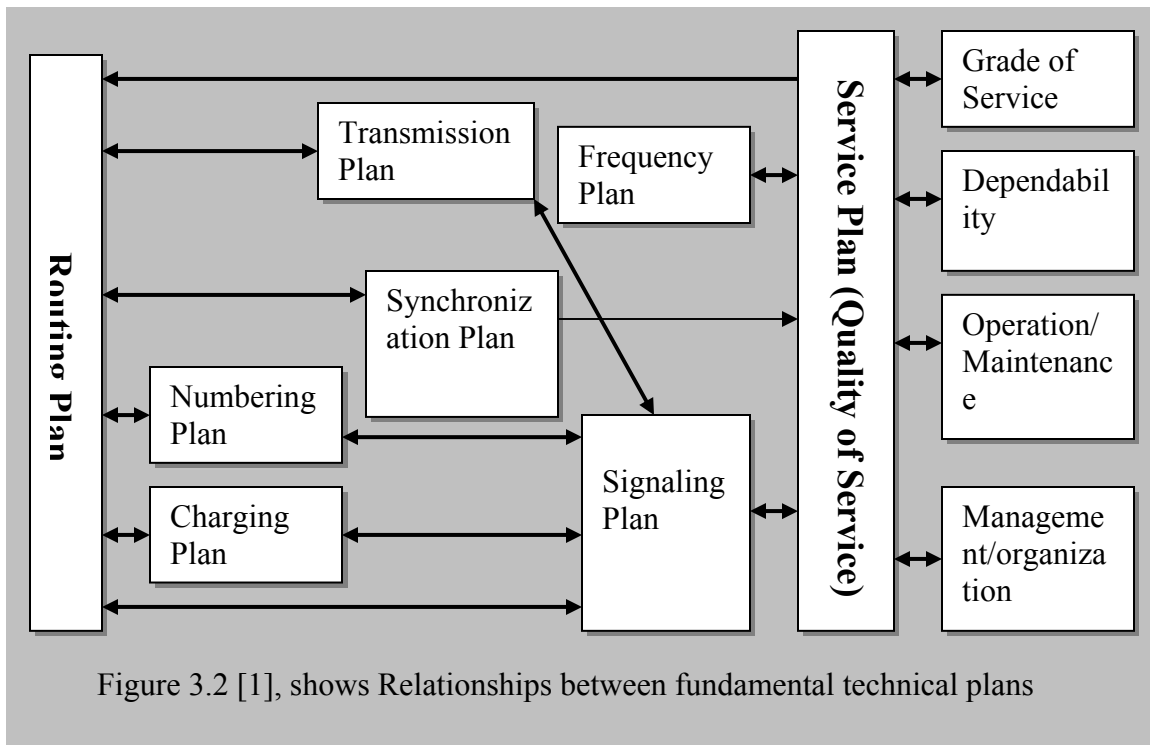 Routing Plan
Transmission
Plan
Frequency
Plan
Synchroniz
ation Plan
Numbering
Plan
Charging
Plan
Signaling
Plan
Service Plan (Quality of Service)
Grade of
Service
Dependabil
ity
Operation/
Maintenanc
e
Manageme
nt/organiza
tion
Figure 3.2 [1], shows Relationships between fundamental technical plans